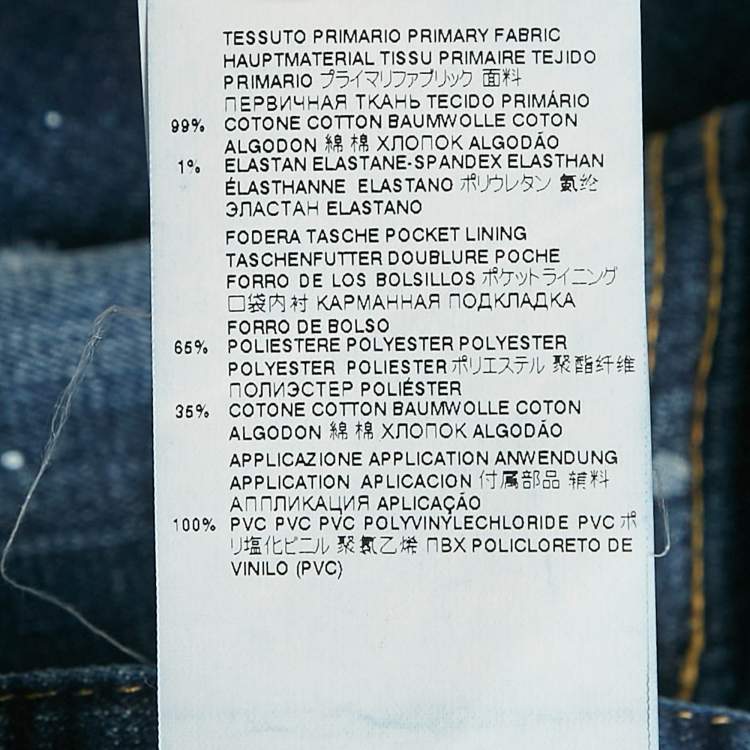 TESSUTO PRIMARIO PRIMARY FABRIC
HAUPTMATERIAL TISSU PRIMAIRE TEJIDO
PRIMARIO プライマリファブリック 面料
ПЕРВИЧНАЯ ТКАНЬ TECIDO PRIMÁRIO
99% COTONE COTTON BAUMWOLLE COTON
ALGODON 綿 棉 ХЛОПОК ALGODÃO
1% ELASTAN ELASTANE-SPANDEX ELASTHAN
ÉLASTHANNE ELASTANO ポリウレタン 氨纶
ЭЛАСТАН ELASTANO
FODERA TASCHE POCKET LINING
TASCHENFUTTER DOUBLURE POCHE
FORRO DE LOS BOLSILLOS ポケットライニング
口袋内衬 КАРМАННАЯ ПОДКЛАДКА
FORRO DE BOLSO
65% POLIESTERE POLYESTER POLYESTER
POLYESTER POLIESTER ポリエステル 聚酯纤维
ПОЛИЭСТЕР POLIÉSTER
35% COTONE COTTON BAUMWOLLE COTON
ALGODON 綿 棉 ХЛОПОК ALGODÃO
APPLICAZIONE APPLICATION ANWENDUNG
APPLICATION APLICACION 付属部品 辅料
АППЛИКАЦИЯ APLICAÇÃO
100% PVC PVC PVC POLYVINYLECHLORIDE PVC ポ
リ塩化ビニル 聚氯乙烯 ПВХ POLICLORETO DE
VINILO (PVC)